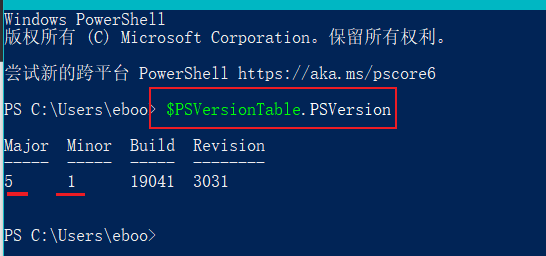 Windows PowerShell
版权所有 (C) Microsoft Corporation。保留所有权利。
尝试新的跨平台 PowerShell https://aka.ms/pscore6
PS C:\Users\eboo> $PSVersionTable.PSVersion
Major  Minor  Build  Revision
-----  -----  -----  --------
5      1      19041  3031
PS C:\Users\eboo>